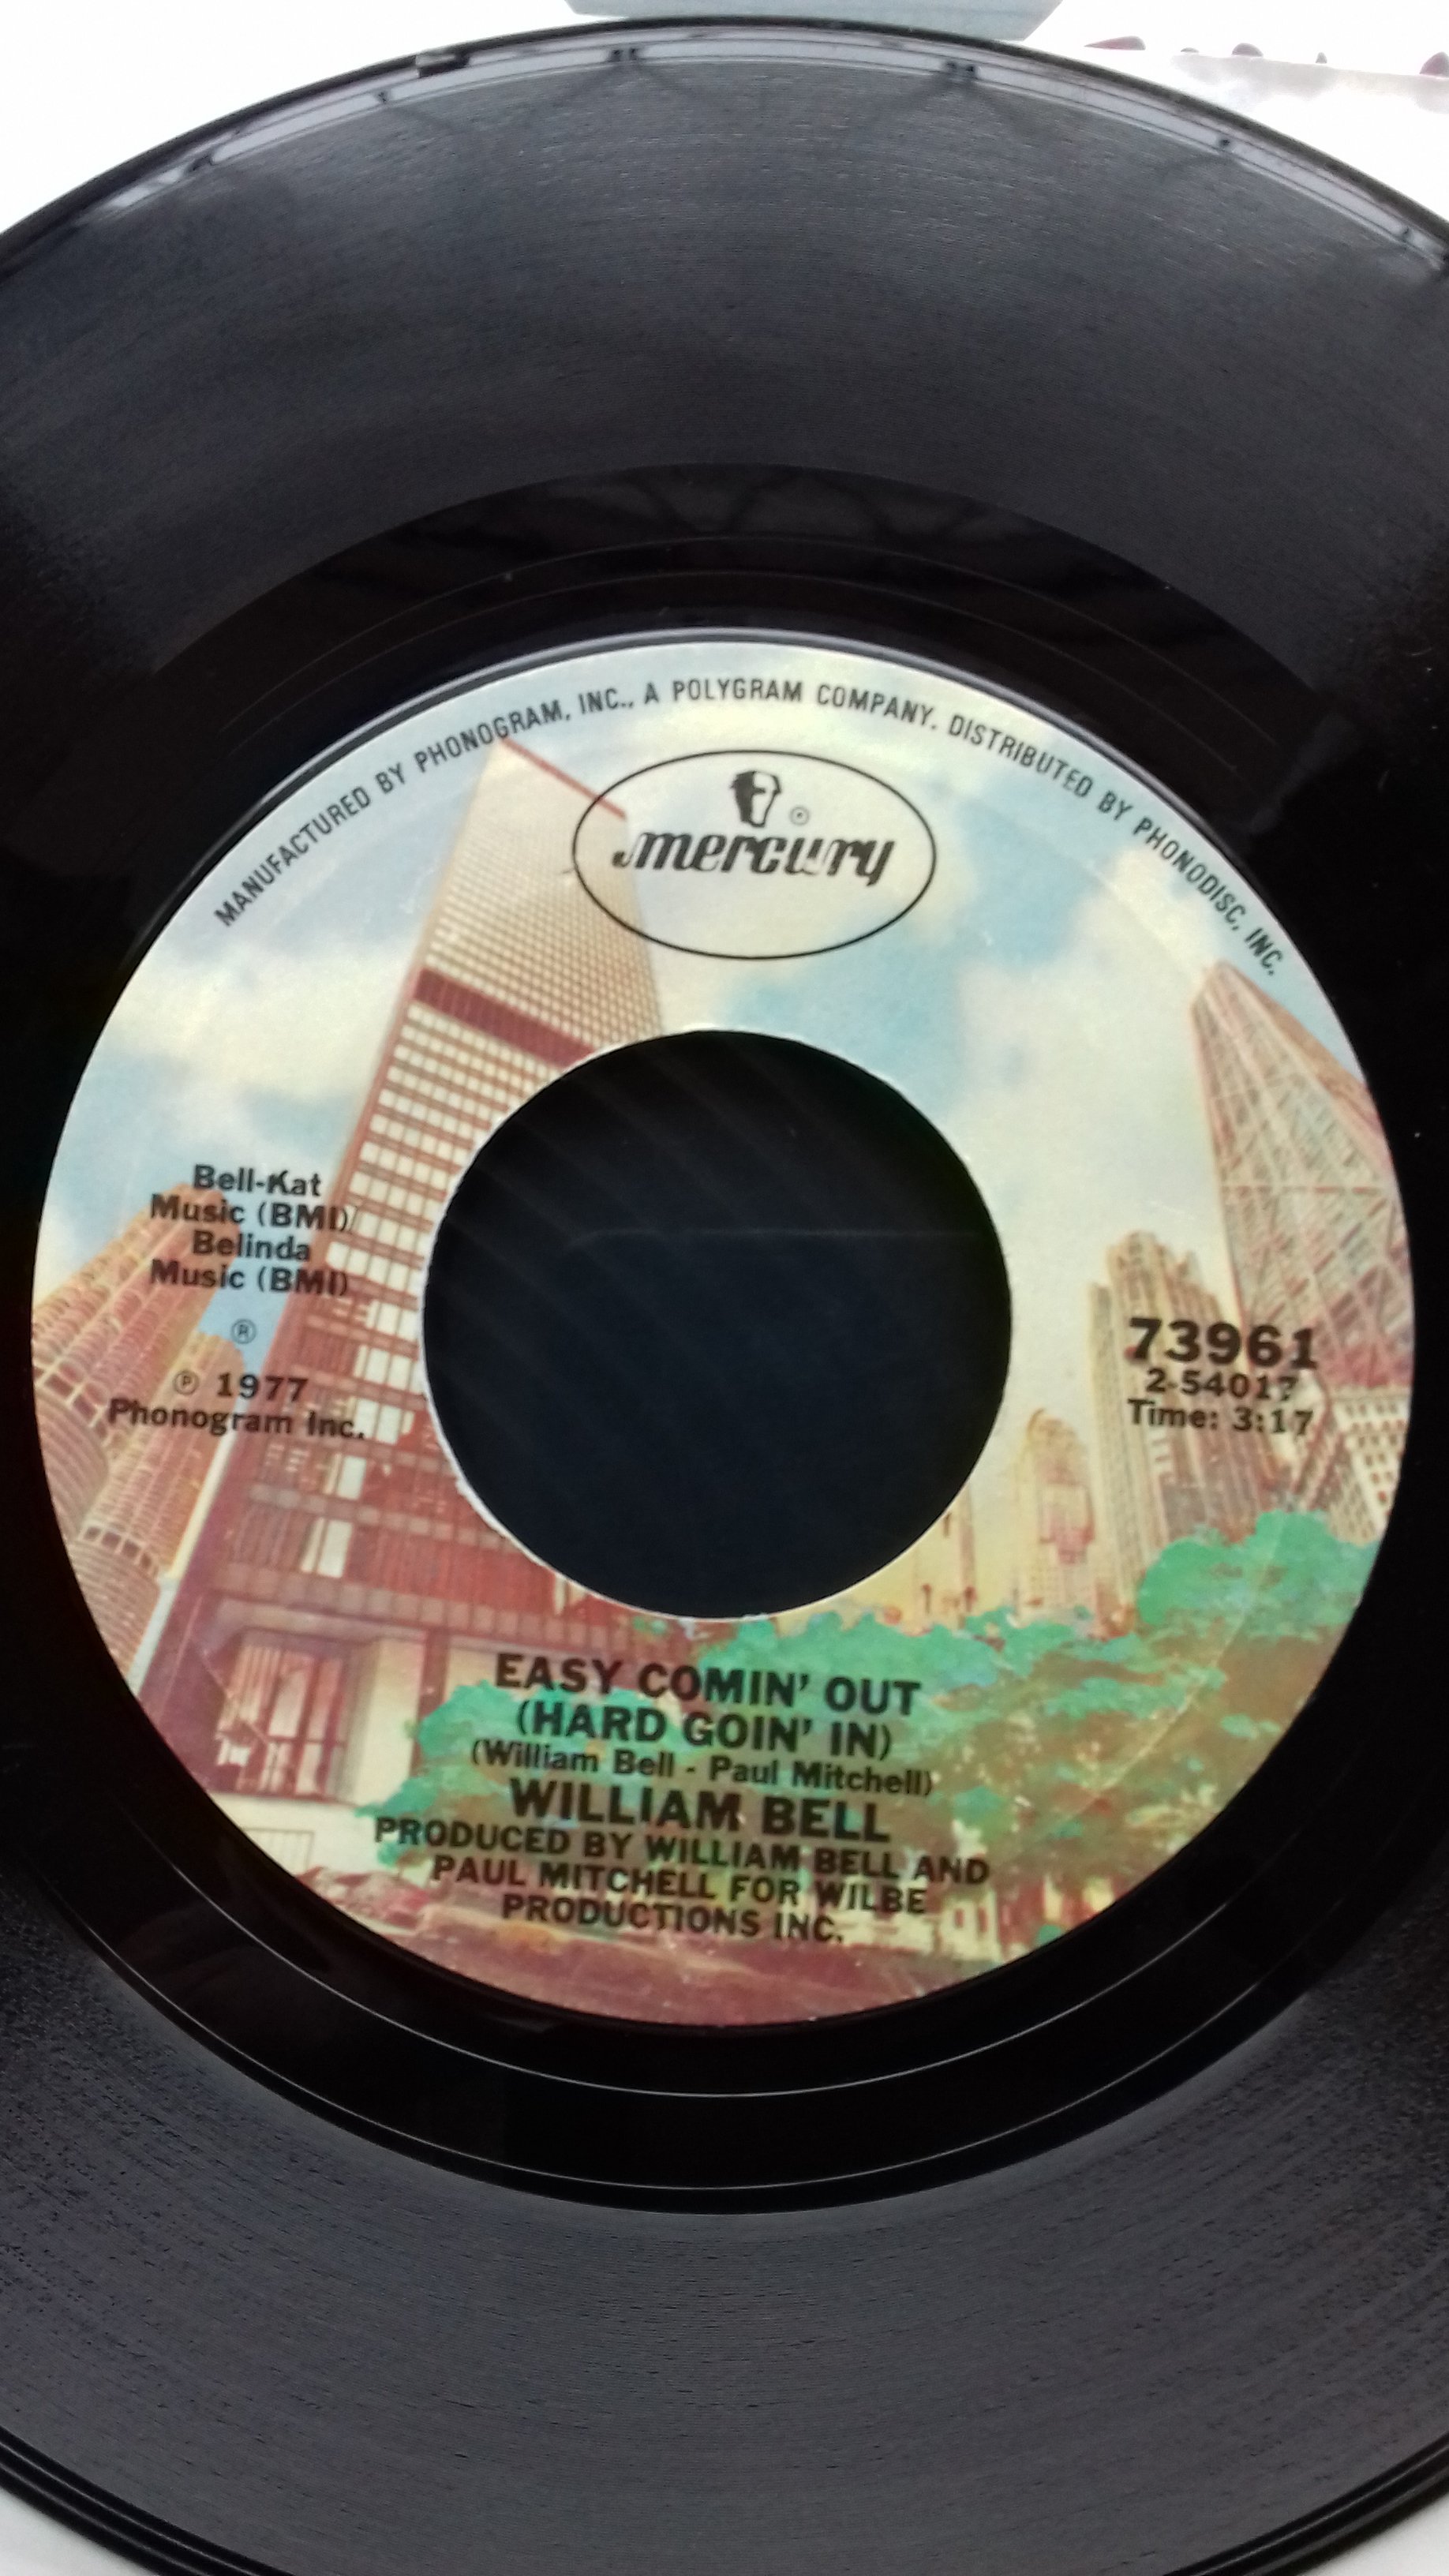 MANUFACTURED BY PHONOGRAM, INC., A POLYGRAM COMPANY. DISTRIBUTED BY PHONODISC, INC.
®
mercury
Bell-Kat
Music (BMI)/
Belinda
Music (BMI)
®
℗ 1977
Phonogram Inc.
73961
2-54017
Time: 3:17
EASY COMIN' OUT
(HARD GOIN' IN)
(William Bell - Paul Mitchell)
WILLIAM BELL
PRODUCED BY WILLIAM BELL AND
PAUL MITCHELL FOR WILBE
PRODUCTIONS INC.